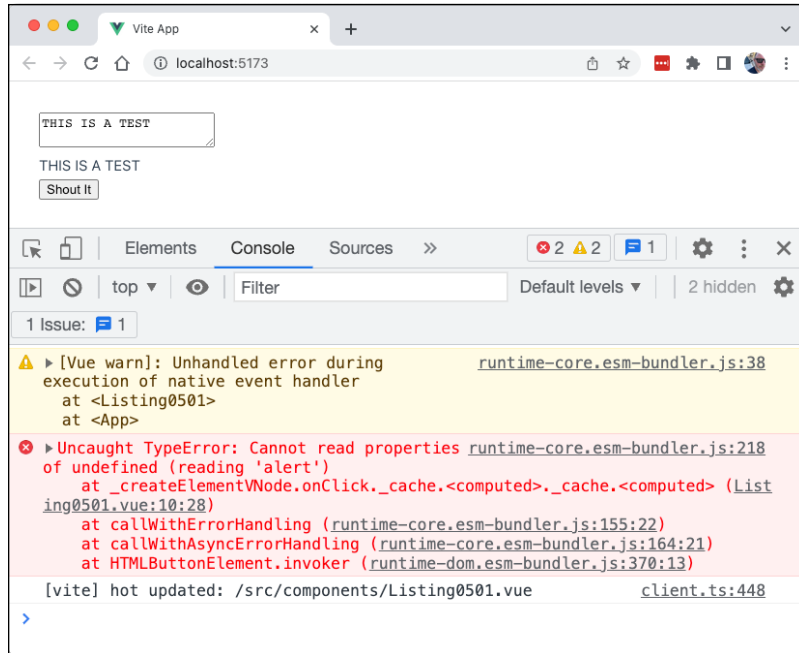 Vite App
localhost:5173
THIS IS A TEST
THIS IS A TEST
Shout It
Elements Console Sources 2 2 1
top Filter Default levels 2 hidden
1 Issue: 1
[Vue warn]: Unhandled error during runtime-core.esm-bundler.js:38
execution of native event handler
at <Listing0501>
at <App>
Uncaught TypeError: Cannot read properties runtime-core.esm-bundler.js:218
of undefined (reading 'alert')
at _createElementVNode.onClick._cache.<computed>._cache.<computed> (List
ing0501.vue:10:28)
at callWithErrorHandling (runtime-core.esm-bundler.js:155:22)
at callWithAsyncErrorHandling (runtime-core.esm-bundler.js:164:21)
at HTMLButtonElement.invoker (runtime-dom.esm-bundler.js:370:13)
[vite] hot updated: /src/components/Listing0501.vue client.ts:448